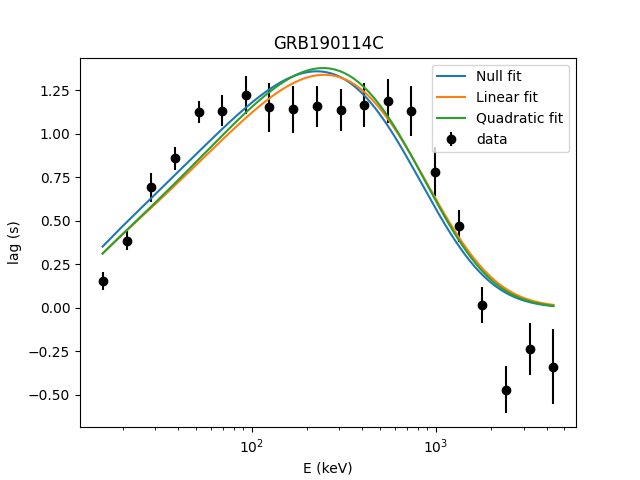 GRB190114C
Null fit
Linear fit
Quadratic fit
data
lag (s)
1.25
1.00
0.75
0.50
0.25
0.00
−0.25
−0.50
10² 10³
E (keV)